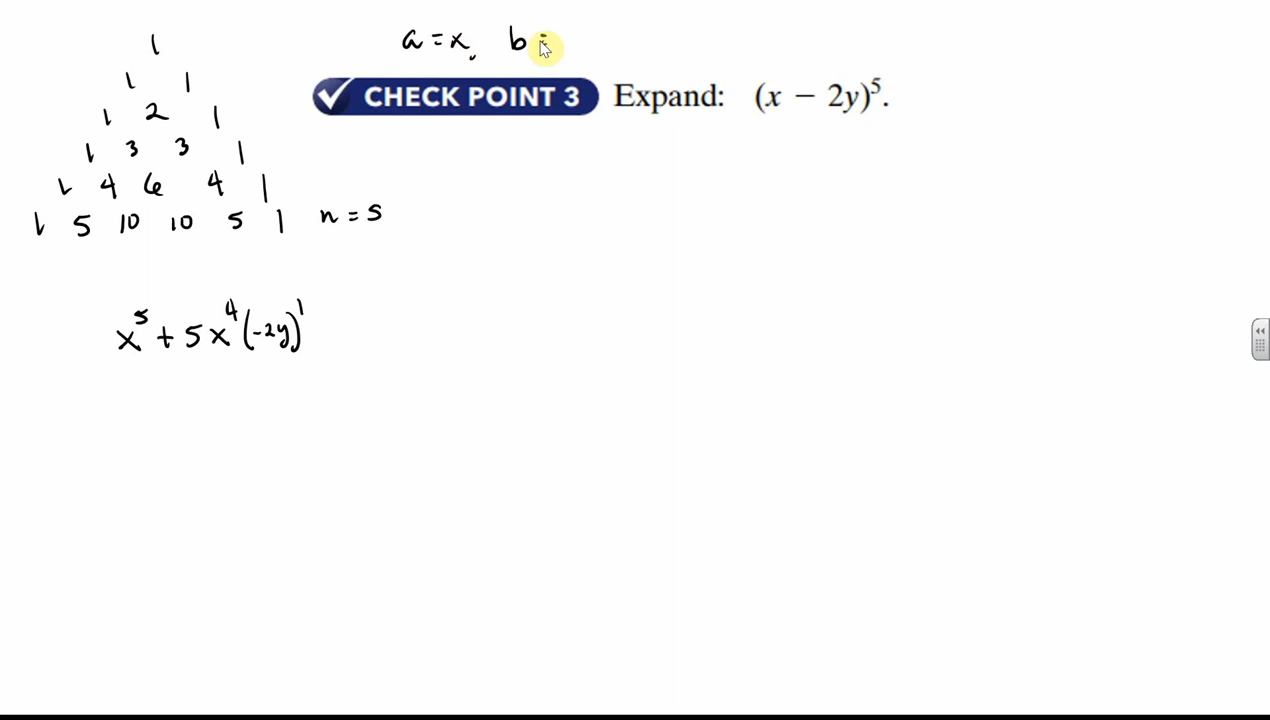 1
a = x, b =
1 1
CHECK POINT 3 Expand: (x − 2y)⁵.
1 2 1
1 3 3 1
1 4 6 4 1
1 5 10 10 5 1 n = 5
x⁵ + 5x⁴(-2y)¹